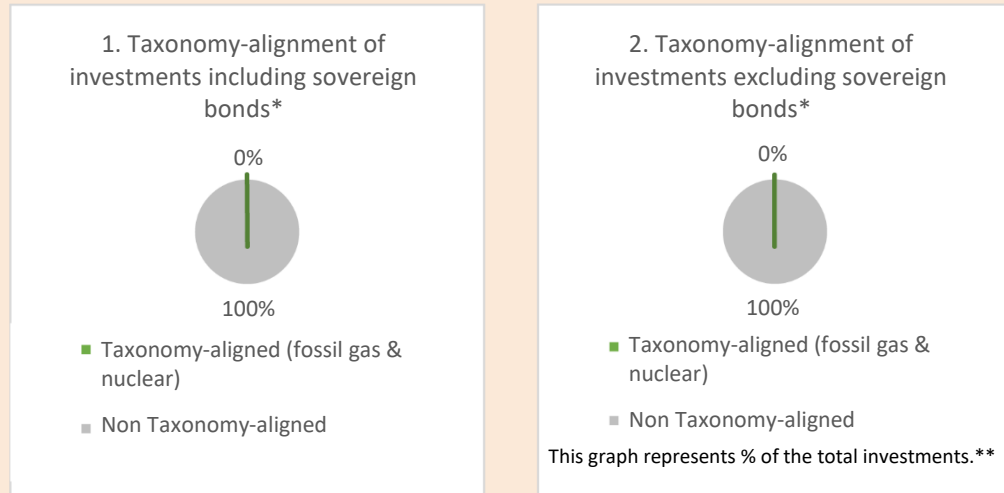 1. Taxonomy-alignment of
investments including sovereign
bonds*
0%
100%
Taxonomy-aligned (fossil gas &
nuclear)
Non Taxonomy-aligned
2. Taxonomy-alignment of
investments excluding sovereign
bonds*
0%
100%
Taxonomy-aligned (fossil gas &
nuclear)
Non Taxonomy-aligned
This graph represents % of the total investments.**